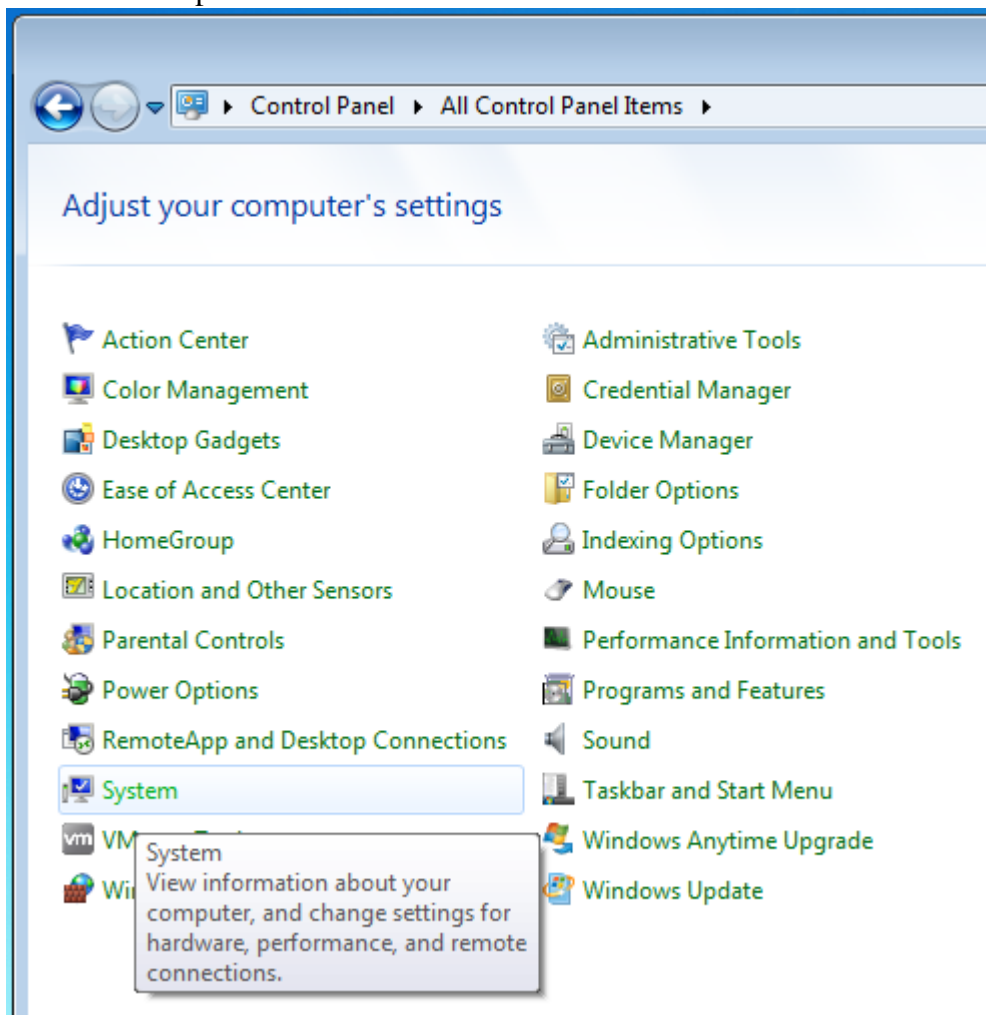 Control Panel All Control Panel Items
Adjust your computer's settings
Action Center
Administrative Tools
Color Management
Credential Manager
Desktop Gadgets
Device Manager
Ease of Access Center
Folder Options
HomeGroup
Indexing Options
Location and Other Sensors
Mouse
Parental Controls
Performance Information and Tools
Power Options
Programs and Features
RemoteApp and Desktop Connections
Sound
System
Taskbar and Start Menu
vm
Windows Anytime Upgrade
Windows Update
System
View information about your
computer, and change settings for
hardware, performance, and remote
connections.